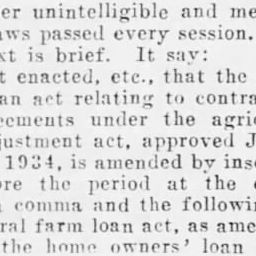 er unintelligible and me
aws passed every session.
xt is brief. It say:
t enacted, etc., that the
an act relating to contra
eements under the agric
justment act, approved J
1934, is amended by inse
re the period at the e
comma and the followin
ral farm loan act, as ame
the home owners' loan